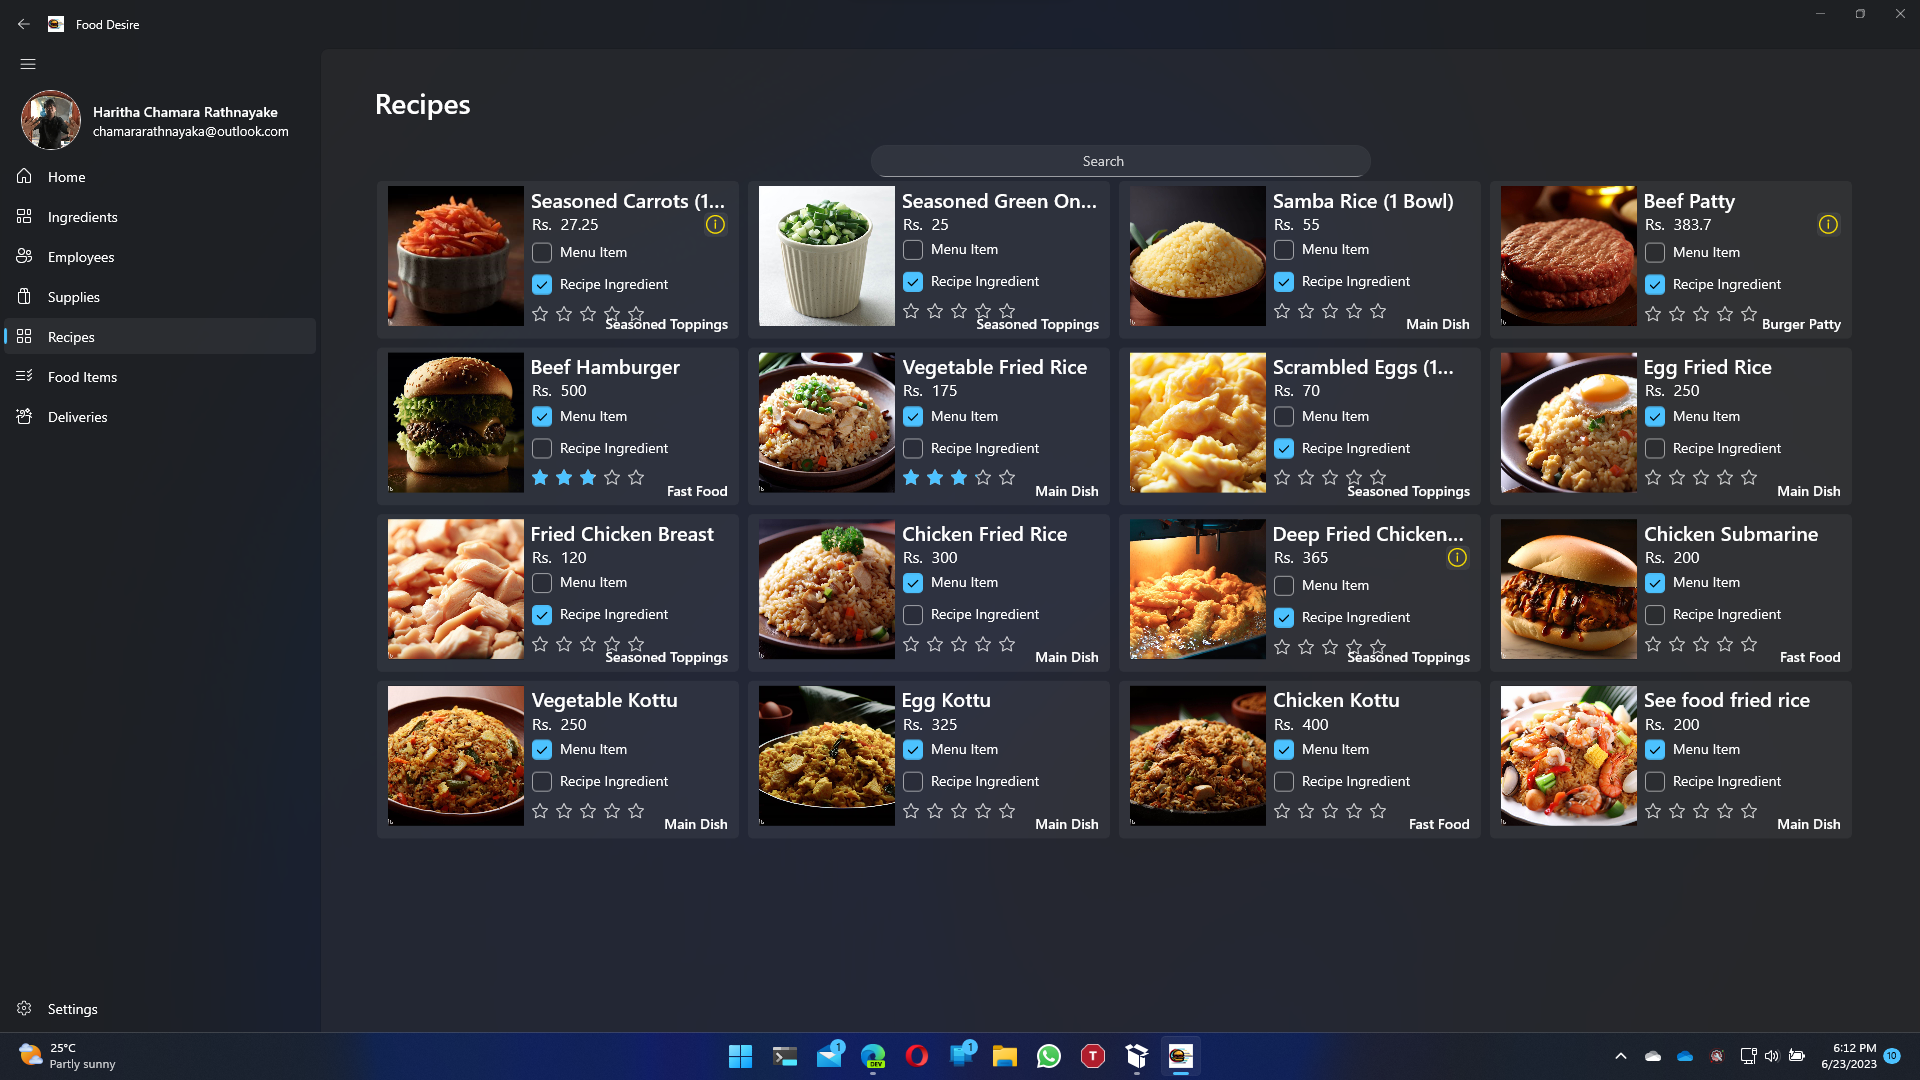 Food Desire
Haritha Chamara Rathnayake
chamararathnayaka@outlook.com
Home
Ingredients
Employees
Supplies
Recipes
Food Items
Deliveries
Settings
Recipes
Search
Seasoned Carrots (1...
Rs. 27.25
Menu Item
Recipe Ingredient
Seasoned Toppings
Seasoned Green On...
Rs. 25
Menu Item
Recipe Ingredient
Seasoned Toppings
Samba Rice (1 Bowl)
Rs. 55
Menu Item
Recipe Ingredient
Main Dish
Beef Patty
Rs. 383.7
Menu Item
Recipe Ingredient
Burger Patty
Beef Hamburger
Rs. 500
Menu Item
Recipe Ingredient
Fast Food
Vegetable Fried Rice
Rs. 175
Menu Item
Recipe Ingredient
Main Dish
Scrambled Eggs (1...
Rs. 70
Menu Item
Recipe Ingredient
Seasoned Toppings
Egg Fried Rice
Rs. 250
Menu Item
Recipe Ingredient
Main Dish
Fried Chicken Breast
Rs. 120
Menu Item
Recipe Ingredient
Seasoned Toppings
Chicken Fried Rice
Rs. 300
Menu Item
Recipe Ingredient
Main Dish
Deep Fried Chicken...
Rs. 365
Menu Item
Recipe Ingredient
Seasoned Toppings
Chicken Submarine
Rs. 200
Menu Item
Recipe Ingredient
Fast Food
Vegetable Kottu
Rs. 250
Menu Item
Recipe Ingredient
Main Dish
Egg Kottu
Rs. 325
Menu Item
Recipe Ingredient
Main Dish
Chicken Kottu
Rs. 400
Menu Item
Recipe Ingredient
Fast Food
See food fried rice
Rs. 200
Menu Item
Recipe Ingredient
Main Dish
25°C
Partly sunny
1
DEV
1
T
6:12 PM
6/23/2023
10